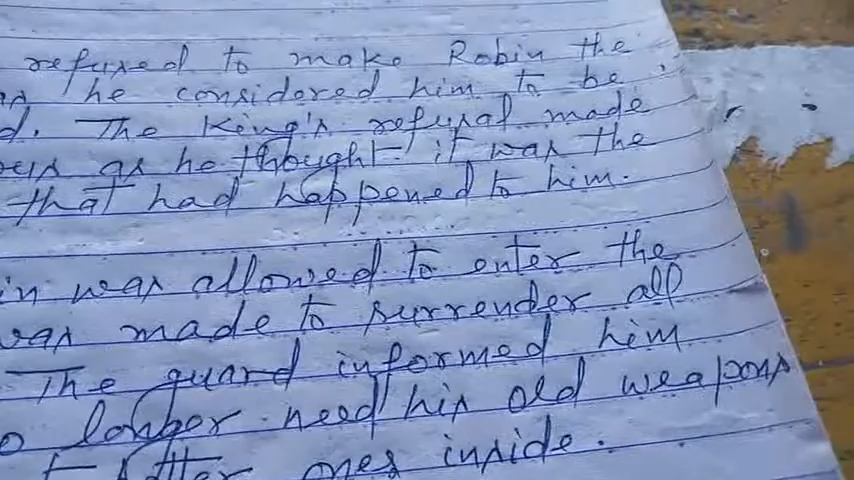 refused to make Robin the
as he considered him to be
d. The King's refusal made
as he thought it was the
that had happened to him.
in was allowed to enter the
was made to surrender all
The guard informed him
o longer need his old weapons
ones inside.